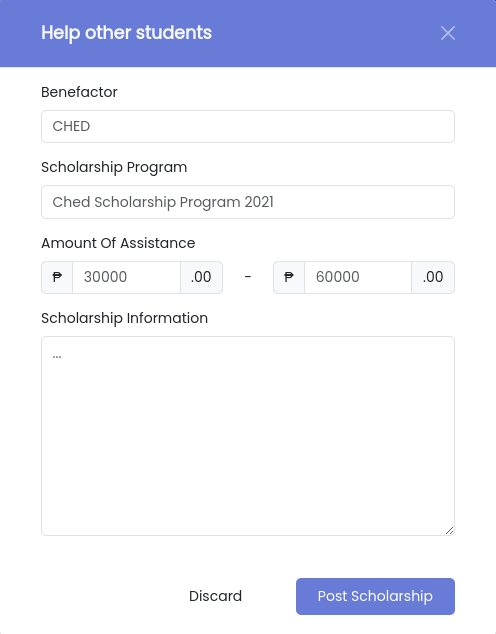 Help other students
Benefactor
CHED
Scholarship Program
Ched Scholarship Program 2021
Amount Of Assistance
₱ 30000 .00 - ₱ 60000 .00
Scholarship Information
...
Discard Post Scholarship